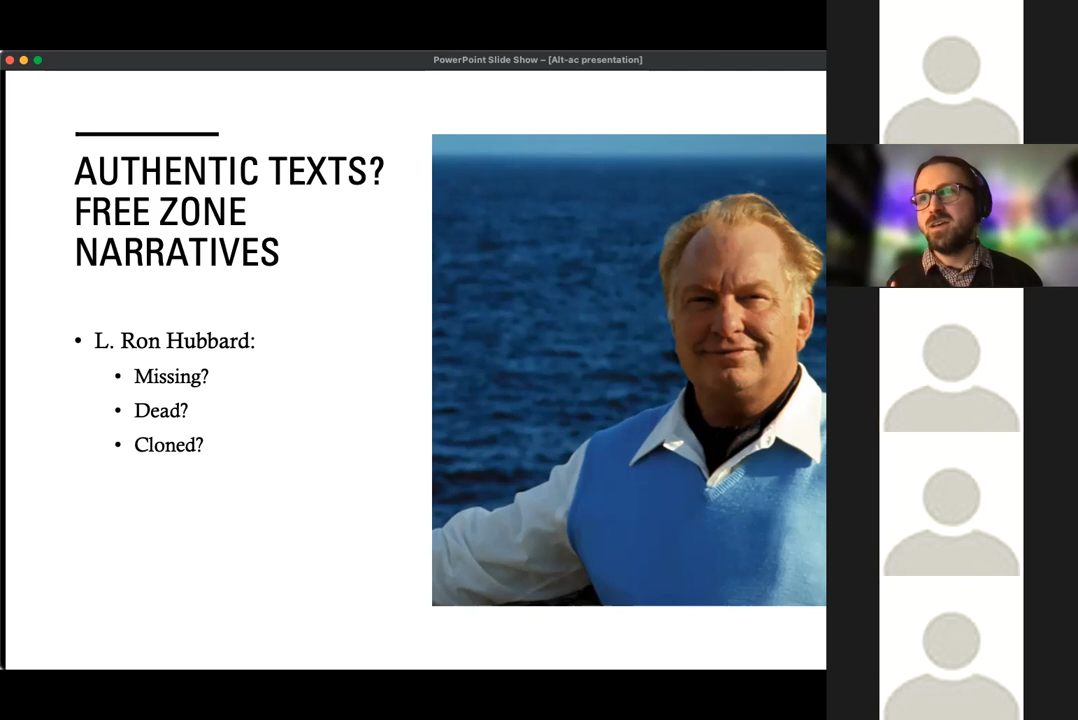 PowerPoint Slide Show – [Alt-ac presentation]
AUTHENTIC TEXTS?
FREE ZONE
NARRATIVES
• L. Ron Hubbard:
• Missing?
• Dead?
• Cloned?